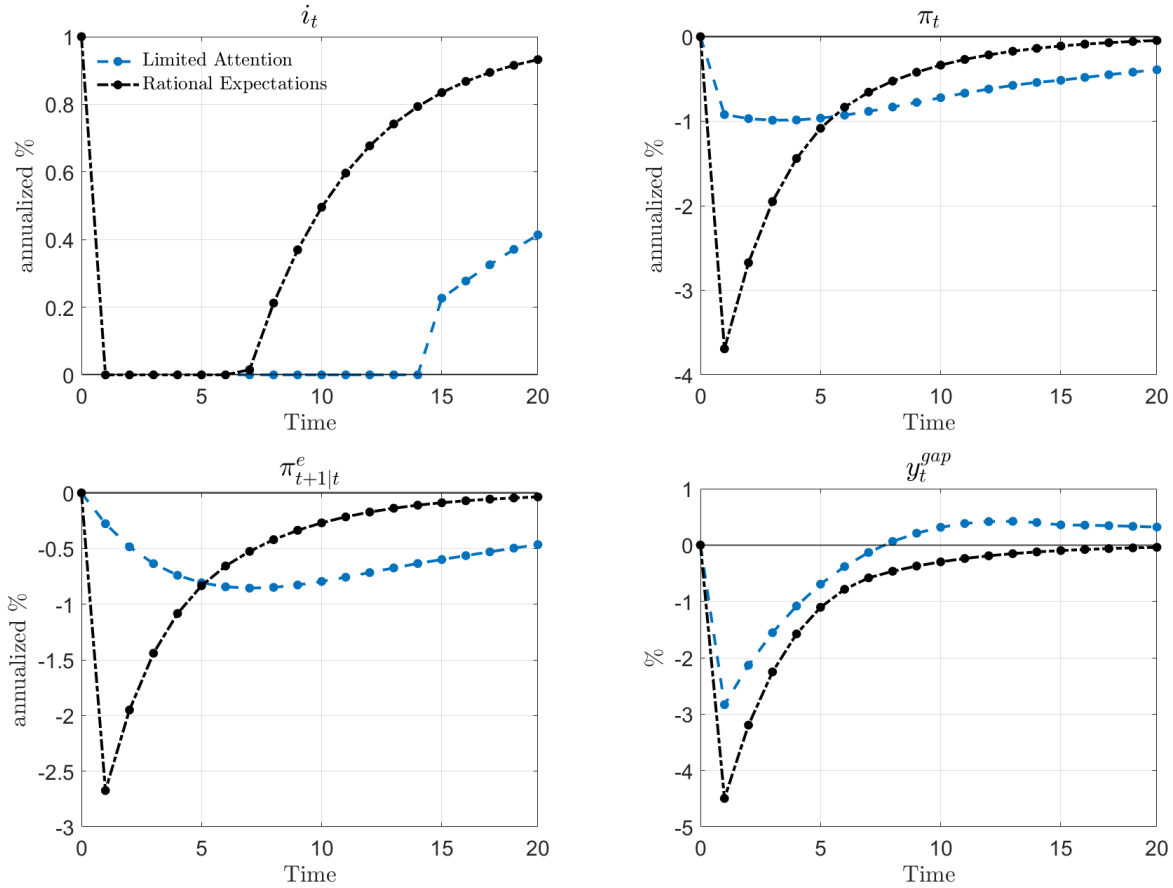 i_t
1
0.8
0.6
0.4
0.2
0
annualized %
Limited Attention
Rational Expectations
0 5 10 15 20
Time
π_t
0
-1
-2
-3
-4
annualized %
0 5 10 15 20
Time
π^e_{t+1|t}
0
-0.5
-1
-1.5
-2
-2.5
-3
annualized %
0 5 10 15 20
Time
y_t^{gap}
1
0
-1
-2
-3
-4
-5
%
0 5 10 15 20
Time